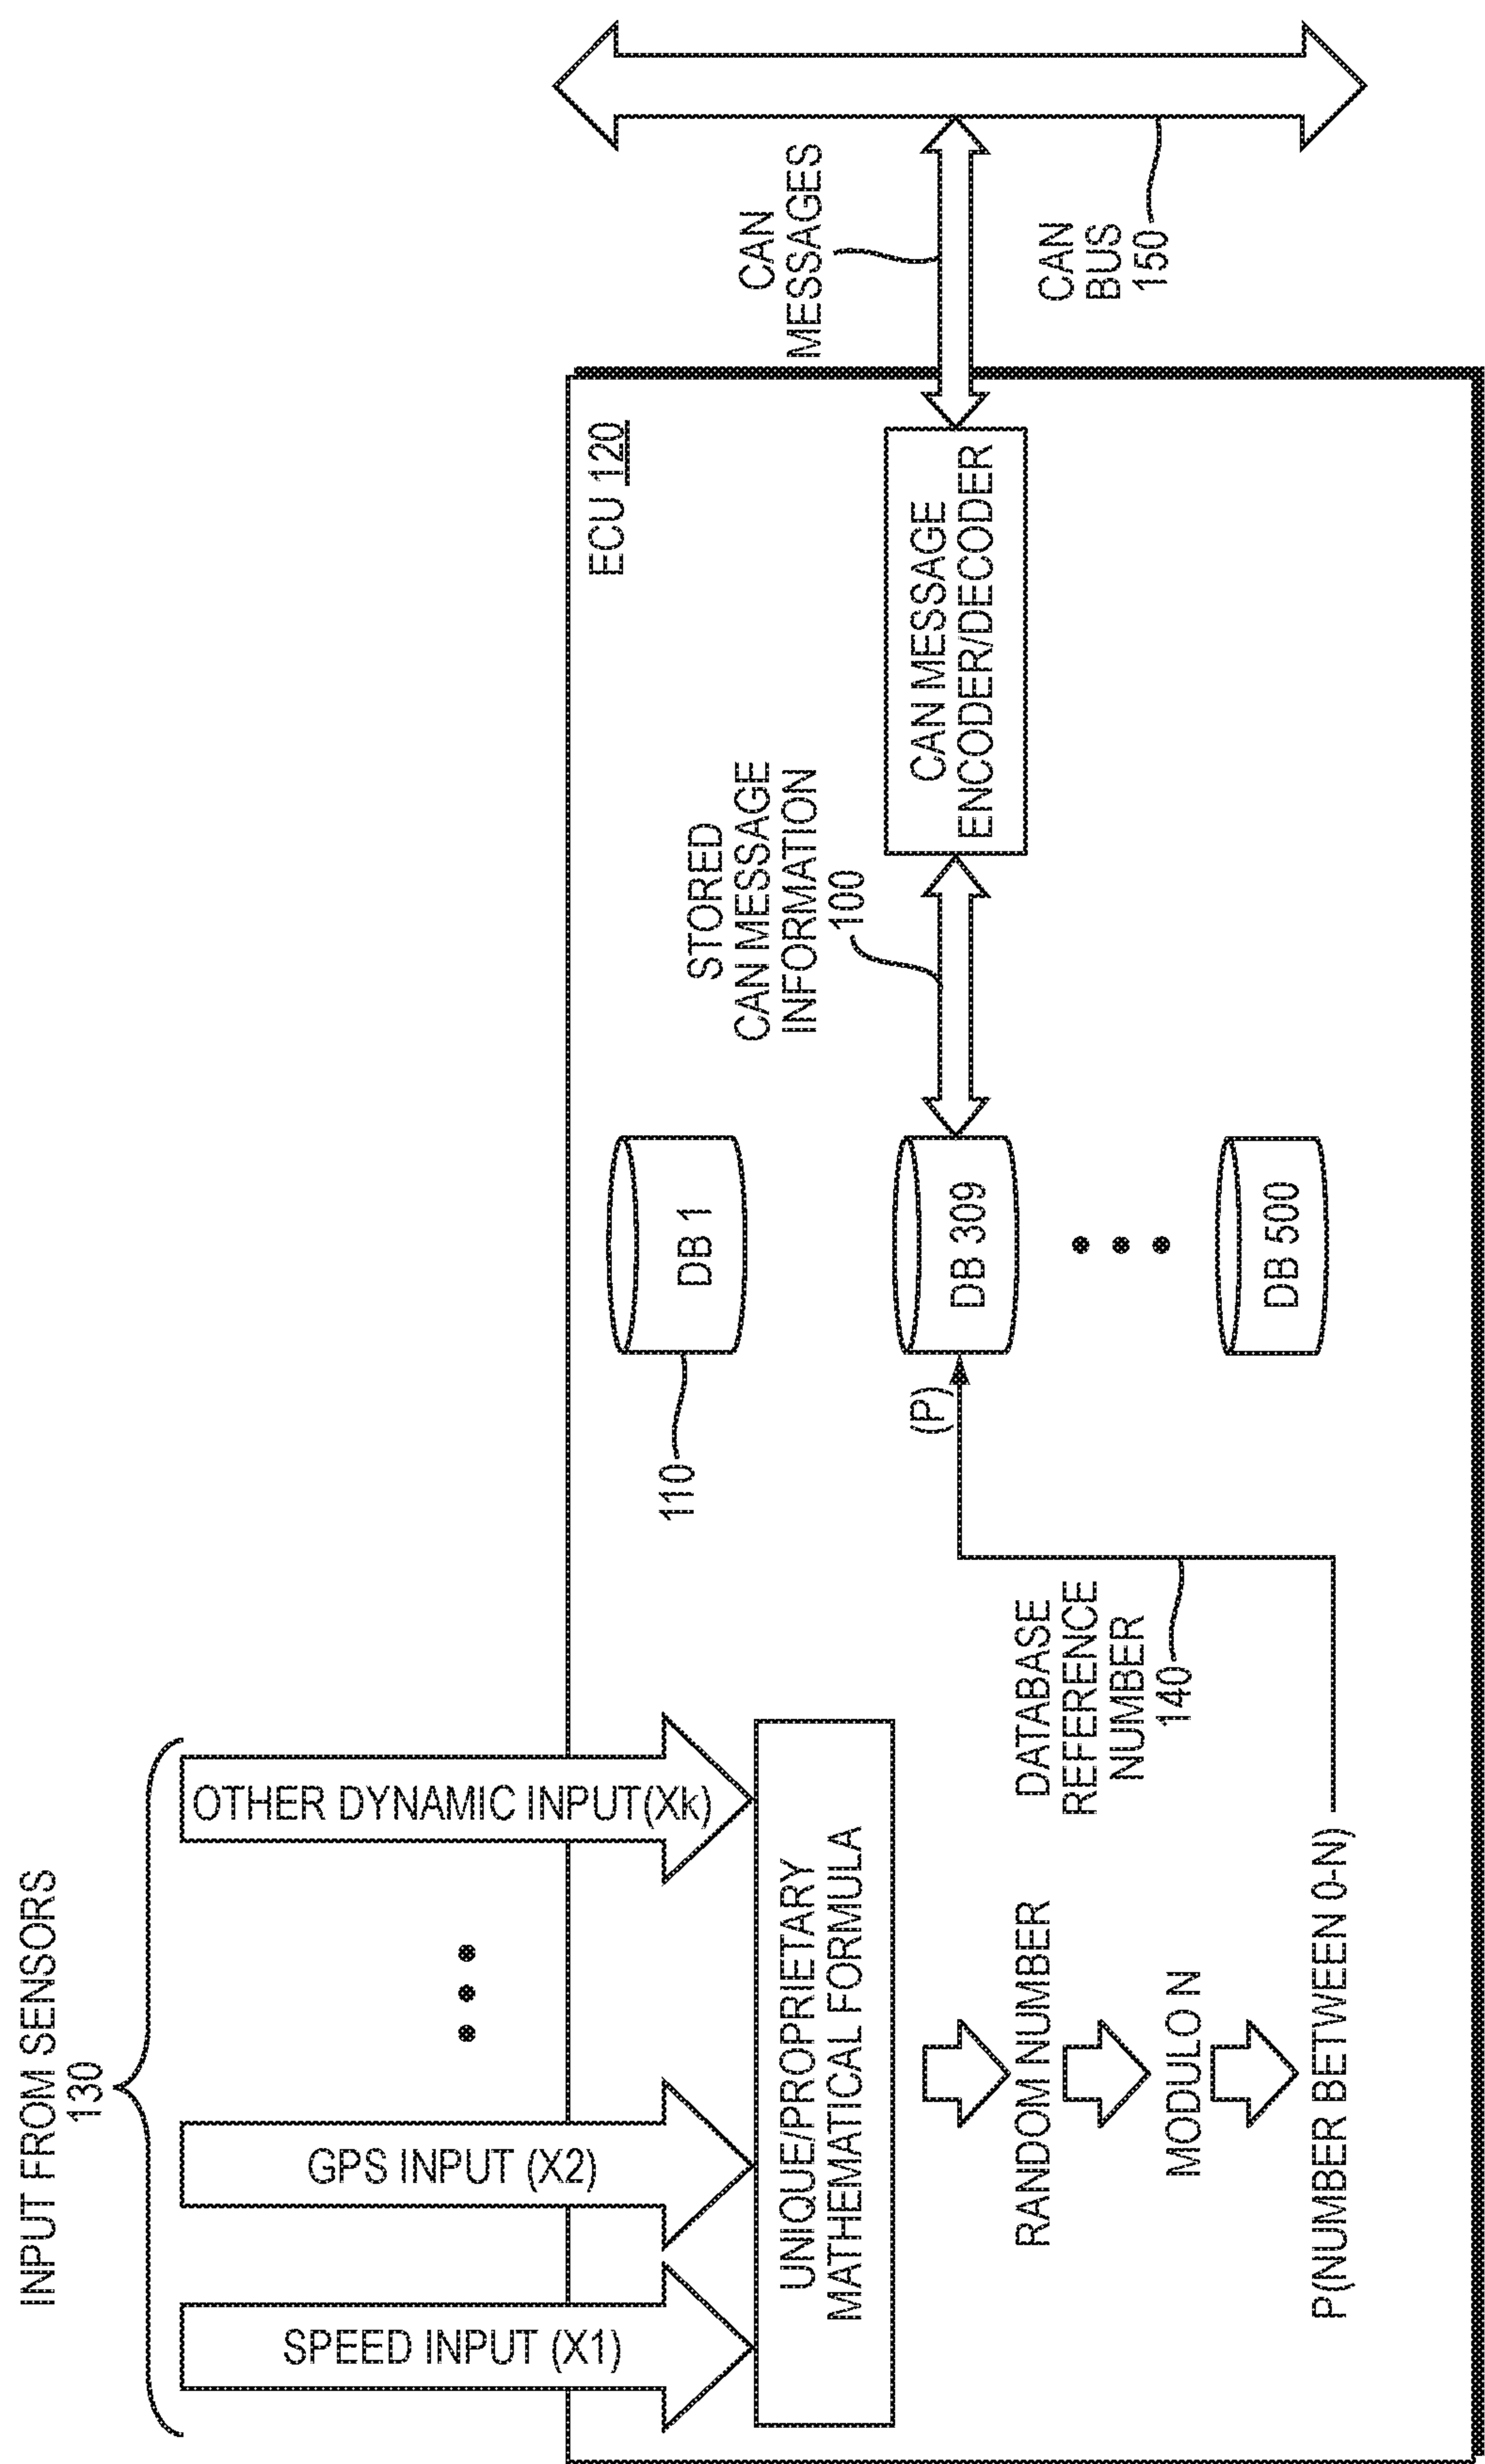 INPUT FROM SENSORS
130
SPEED INPUT (X1)
GPS INPUT (X2)
OTHER DYNAMIC INPUT(Xk)
ECU 120
UNIQUE/PROPRIETARY
MATHEMATICAL FORMULA
RANDOM NUMBER
MODULO N
P(NUMBER BETWEEN 0-N)
DATABASE
REFERENCE
NUMBER
140
(P)
110
DB 1
DB 309
DB 500
STORED
CAN MESSAGE
INFORMATION
100
CAN MESSAGE
ENCODER/DECODER
CAN
MESSAGES
CAN
BUS
150